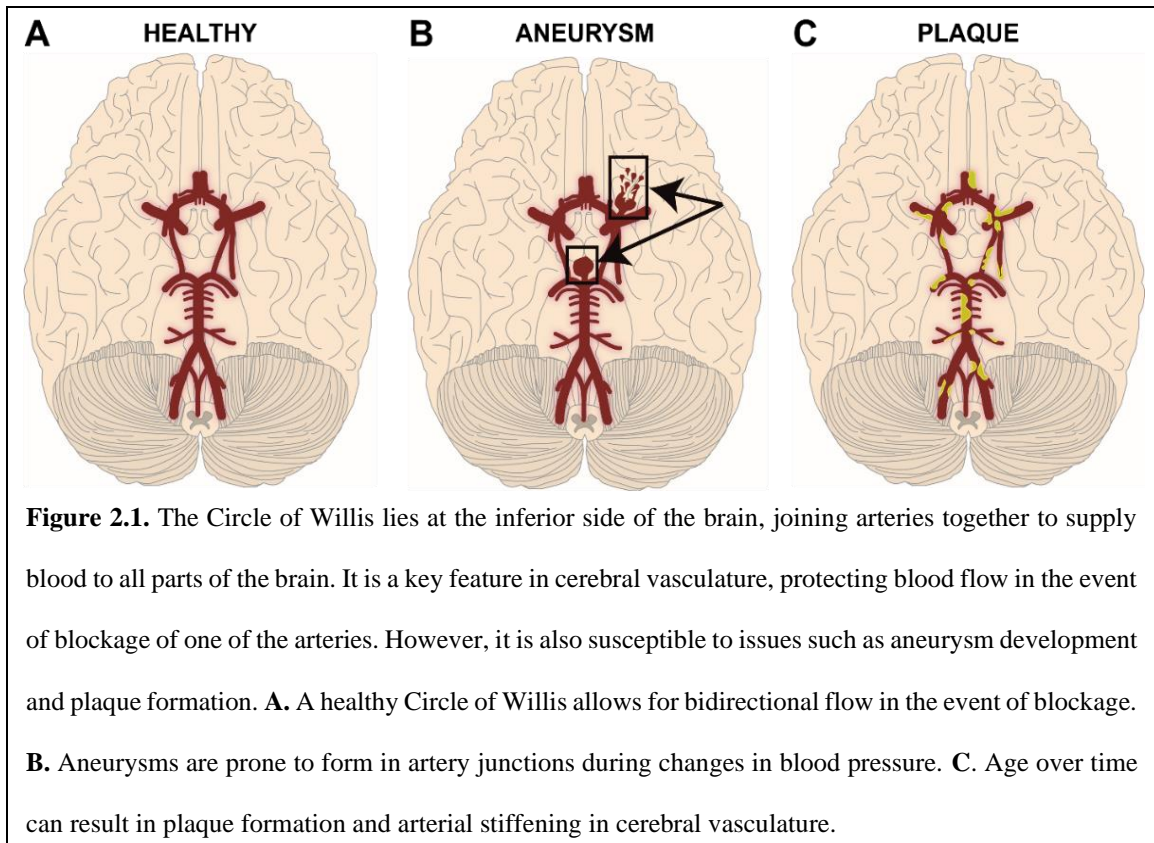 A HEALTHY B ANEURYSM C PLAQUE
Figure 2.1. The Circle of Willis lies at the inferior side of the brain, joining arteries together to supply
blood to all parts of the brain. It is a key feature in cerebral vasculature, protecting blood flow in the event
of blockage of one of the arteries. However, it is also susceptible to issues such as aneurysm development
and plaque formation. A. A healthy Circle of Willis allows for bidirectional flow in the event of blockage.
B. Aneurysms are prone to form in artery junctions during changes in blood pressure. C. Age over time
can result in plaque formation and arterial stiffening in cerebral vasculature.